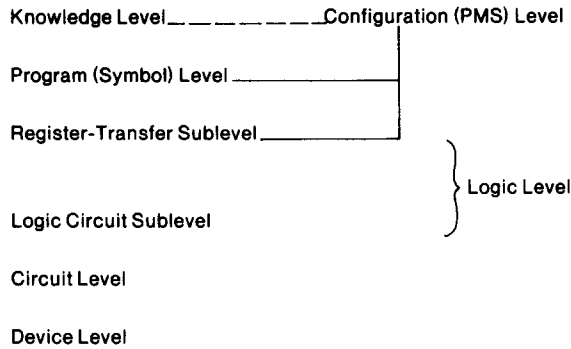 Knowledge Level Configuration (PMS) Level
Program (Symbol) Level
Register-Transfer Sublevel
Logic Level
Logic Circuit Sublevel
Circuit Level
Device Level